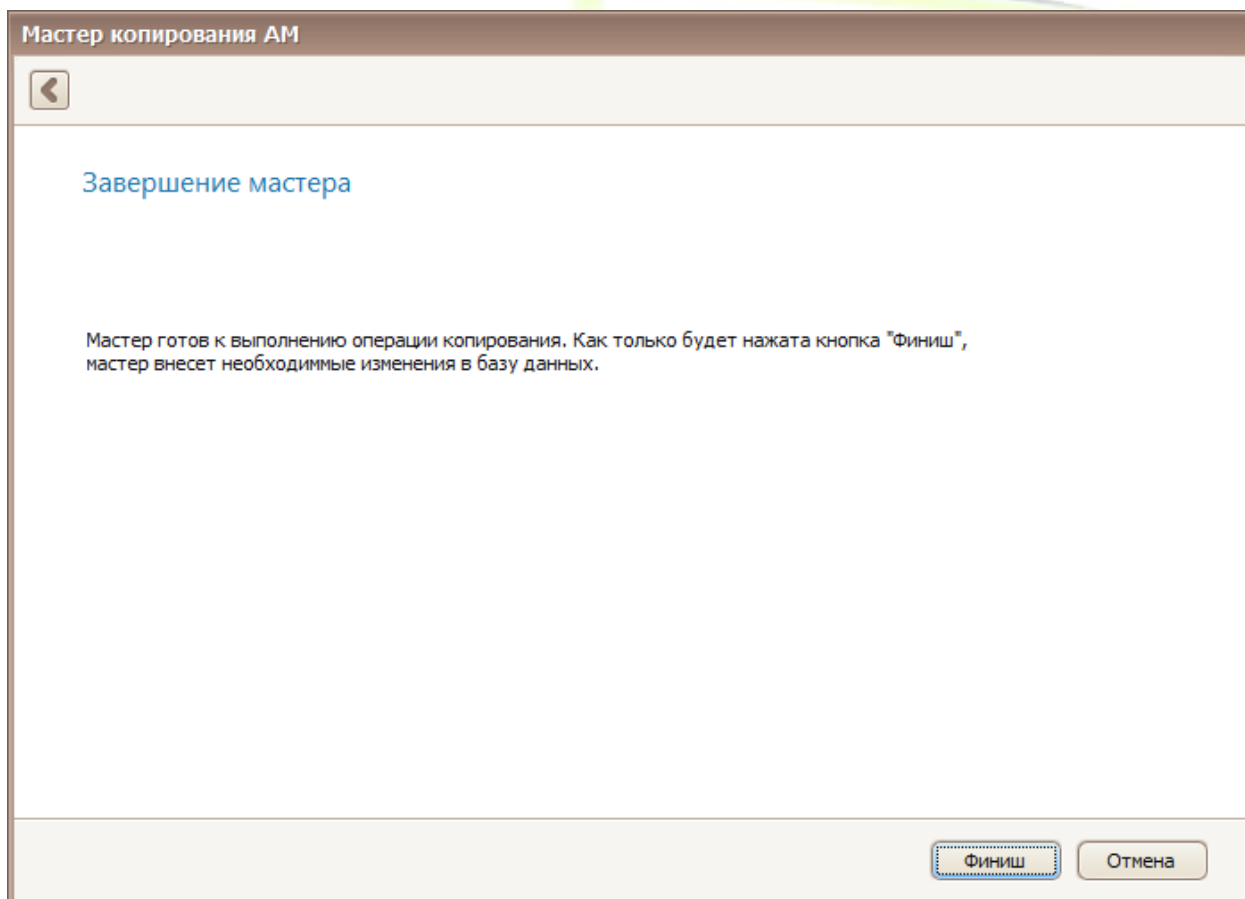 Мастер копирования АМ
Завершение мастера
Мастер готов к выполнению операции копирования. Как только будет нажата кнопка "Финиш",
мастер внесет необходиммые изменения в базу данных.
Финиш
Отмена